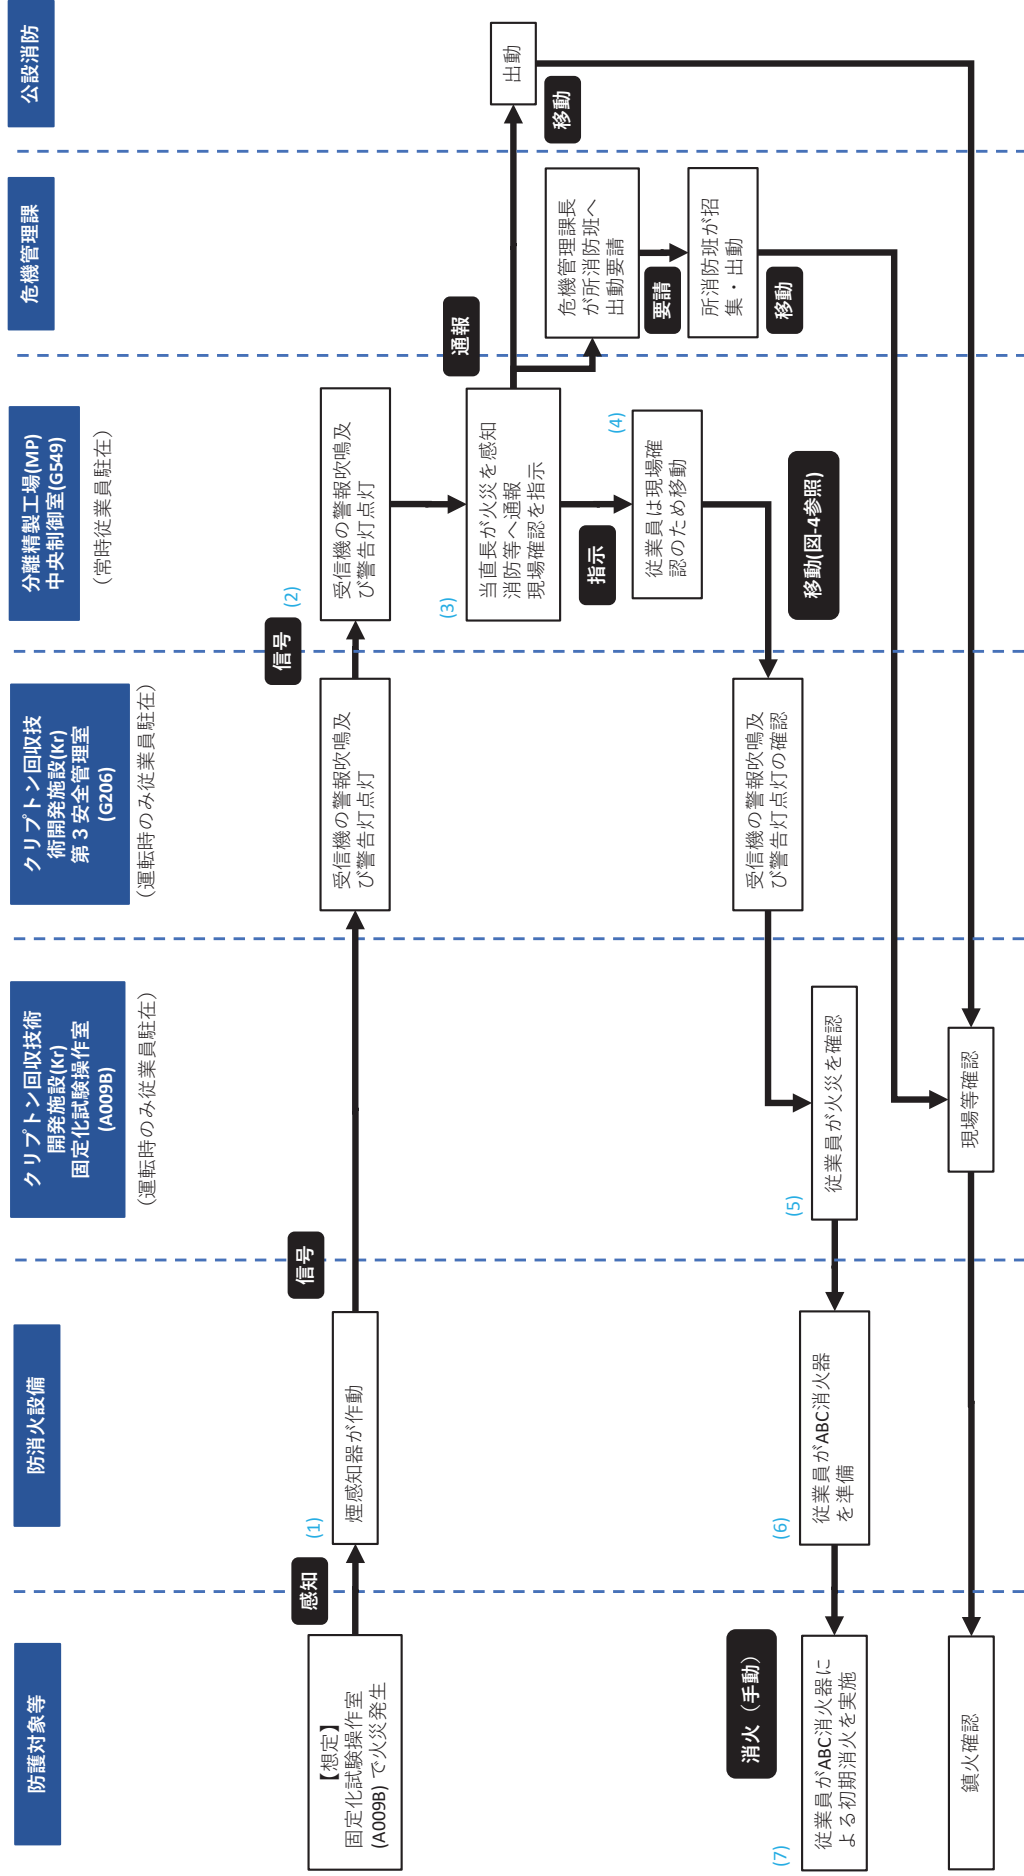 防護対象等
防消火設備
クリプトン回収技術
開発施設(Kr)
固定化試験操作室
(A009B)
（運転時のみ従業員駐在）
クリプトン回収技
術開発施設(Kr)
第３安全管理室
(G206)
（運転時のみ従業員駐在）
分離精製工場(MP)
中央制御室(G549)
（常時従業員駐在）
危機管理課
公設消防
【想定】
固定化試験操作室
(A009B) で火災発生
感知
(1)
煙感知器が作動
信号
受信機の警報吹鳴及
び警告灯点灯
信号
(2)
受信機の警報吹鳴及
び警告灯点灯
(3)
当直長が火災を感知
消防等へ通報
現場確認を指示
通報
出動
移動
危機管理課長
が所消防班へ
出動要請
要請
所消防班が招
集・出動
移動
指示
(4)
従業員は現場確
認のため移動
移動(図-4参照)
受信機の警報吹鳴及
び警告灯点灯の確認
(5)
従業員が火災を確認
(6)
従業員がABC消火器
を準備
消火（手動）
(7)
従業員がABC消火器に
よる初期消火を実施
現場等確認
鎮火確認